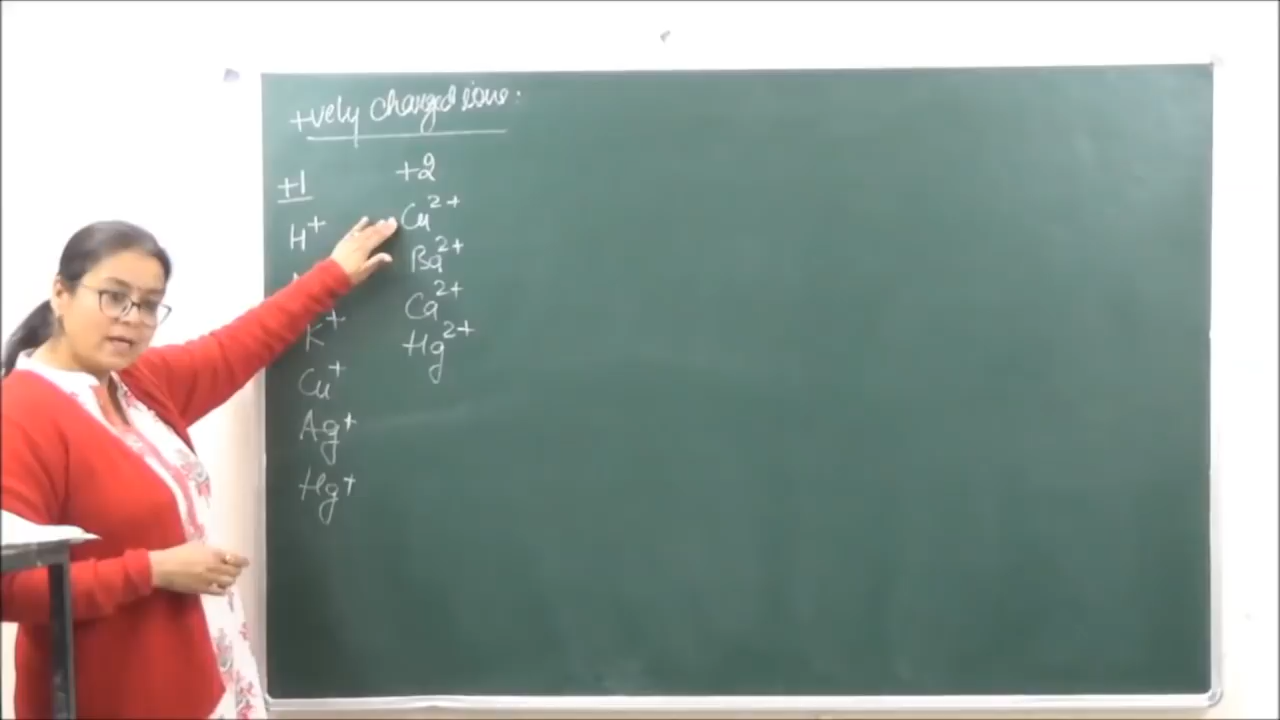 +vely charged ions:
+1
H+
K+
Cu+
Ag+
Hg+
+2
Cu2+
Ba2+
Ca2+
Hg2+